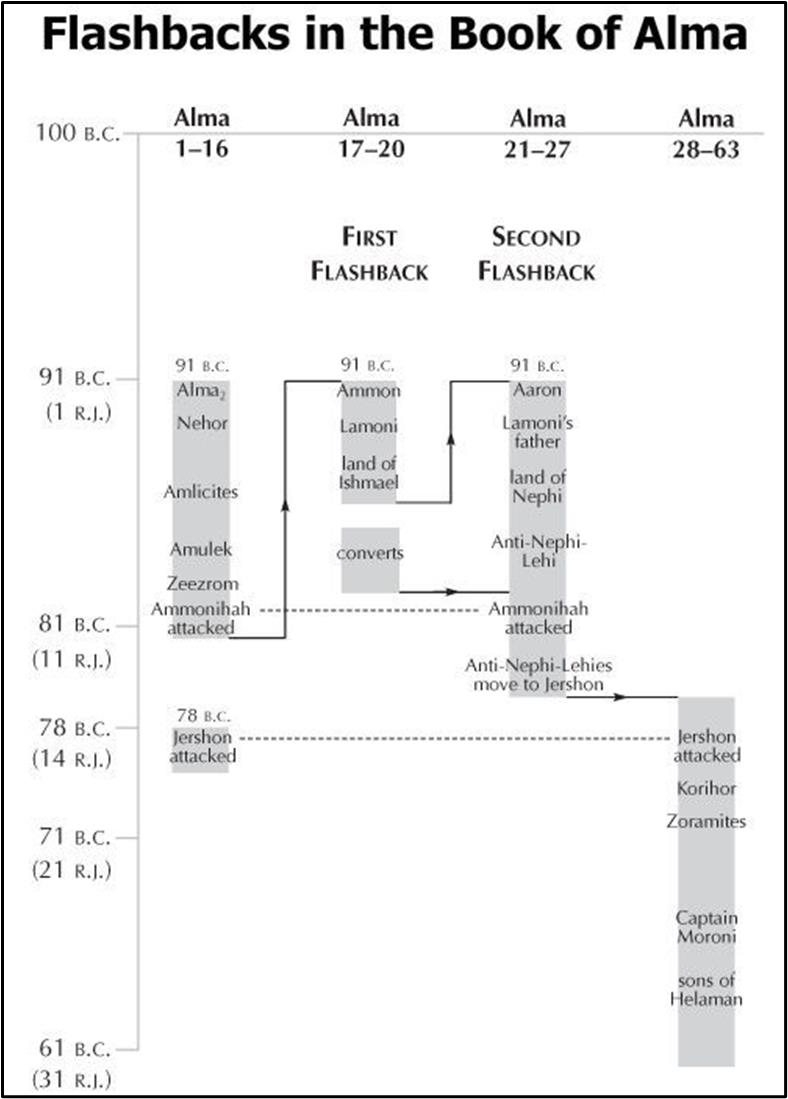 Flashbacks in the Book of Alma
100 B.C.
Alma
1–16
Alma
17–20
Alma
21–27
Alma
28–63
FIRST
FLASHBACK
SECOND
FLASHBACK
91 B.C.
(1 R.J.)
81 B.C.
(11 R.J.)
78 B.C.
(14 R.J.)
71 B.C.
(21 R.J.)
61 B.C.
(31 R.J.)
91 B.C.
Alma₂
Nehor
Amlicites
Amulek
Zeezrom
Ammonihah
attacked
78 B.C.
Jershon
attacked
91 B.C.
Ammon
Lamoni
land of
Ishmael
converts
91 B.C.
Aaron
Lamoni's
father
land of
Nephi
Anti-Nephi-
Lehi
Ammonihah
attacked
Anti-Nephi-Lehies
move to Jershon
Jershon
attacked
Korihor
Zoramites
Captain
Moroni
sons of
Helaman